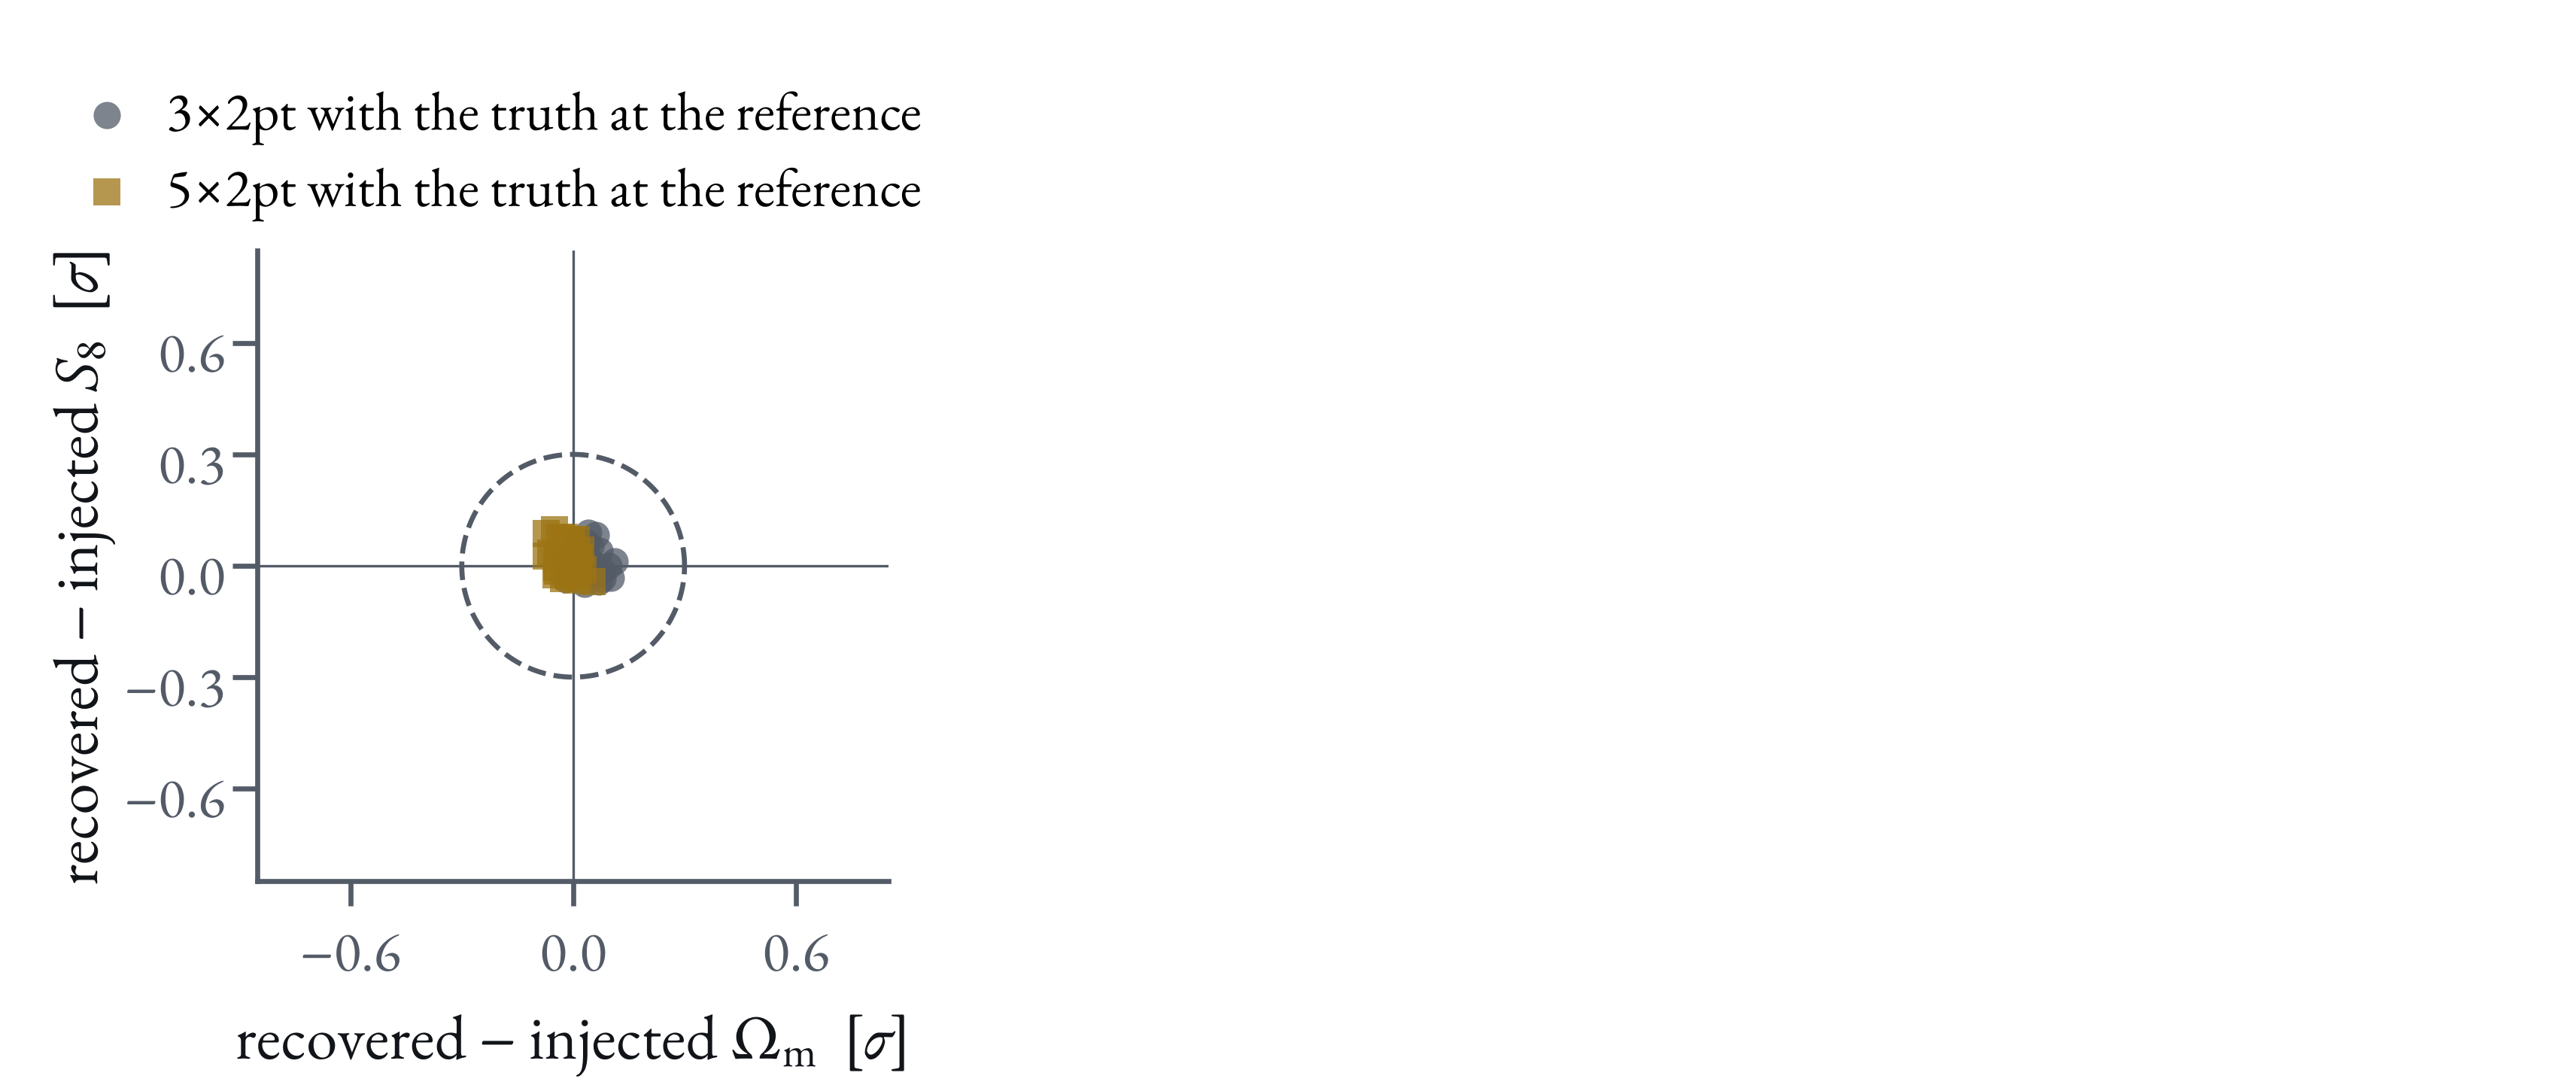 3×2pt with the truth at the reference
5×2pt with the truth at the reference
recovered – injected S₈ [σ]
0.6
0.3
0.0
−0.3
−0.6
−0.6 0.0 0.6
recovered – injected Ωₘ [σ]